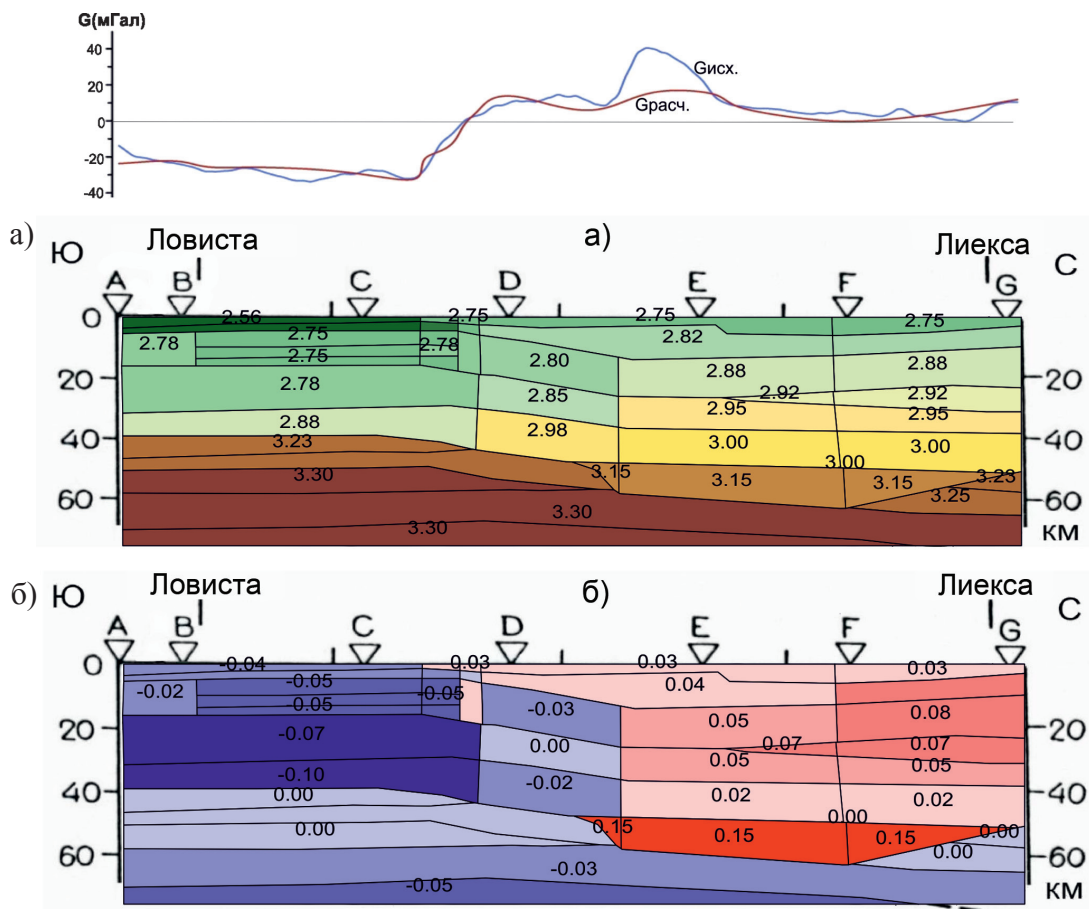 G(мГал)
40
20
0
-20
-40
Gисх.
Gрасч.
а) Ю Ловиста а) Лиекса С
A B C D E F G
0 2.56 2.75 2.75 2.75
2.78 2.75 2.78 2.82
2.75 2.80 2.88 2.88
20 2.78 2.85 2.92 2.92 20
2.88 2.95 2.95
40 3.23 2.98 3.00 3.00 40
3.30 3.15 3.15 3.00 3.15 3.23
60 3.30 3.25 60
3.30 км
б) Ю Ловиста б) Лиекса С
A B C D E F G
0 -0.04 0.03 0.03 0.03
-0.02 -0.05 -0.05 0.04
-0.05 -0.03 0.05 0.08
20 -0.07 0.00 0.07 0.07 20
-0.10 -0.02 0.05 0.05
40 0.00 0.02 0.02 40
0.00 0.15 0.15 0.00 0.15 0.00
60 -0.03 0.00 60
-0.05 км